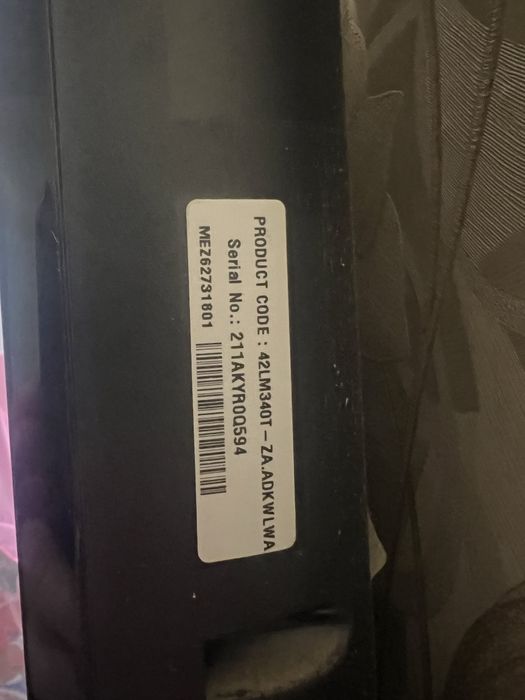 PRODUCT CODE : 42LM340T-ZA.ADKWLWA
Serial No.: 211AKYR0Q594
MEZ62731801